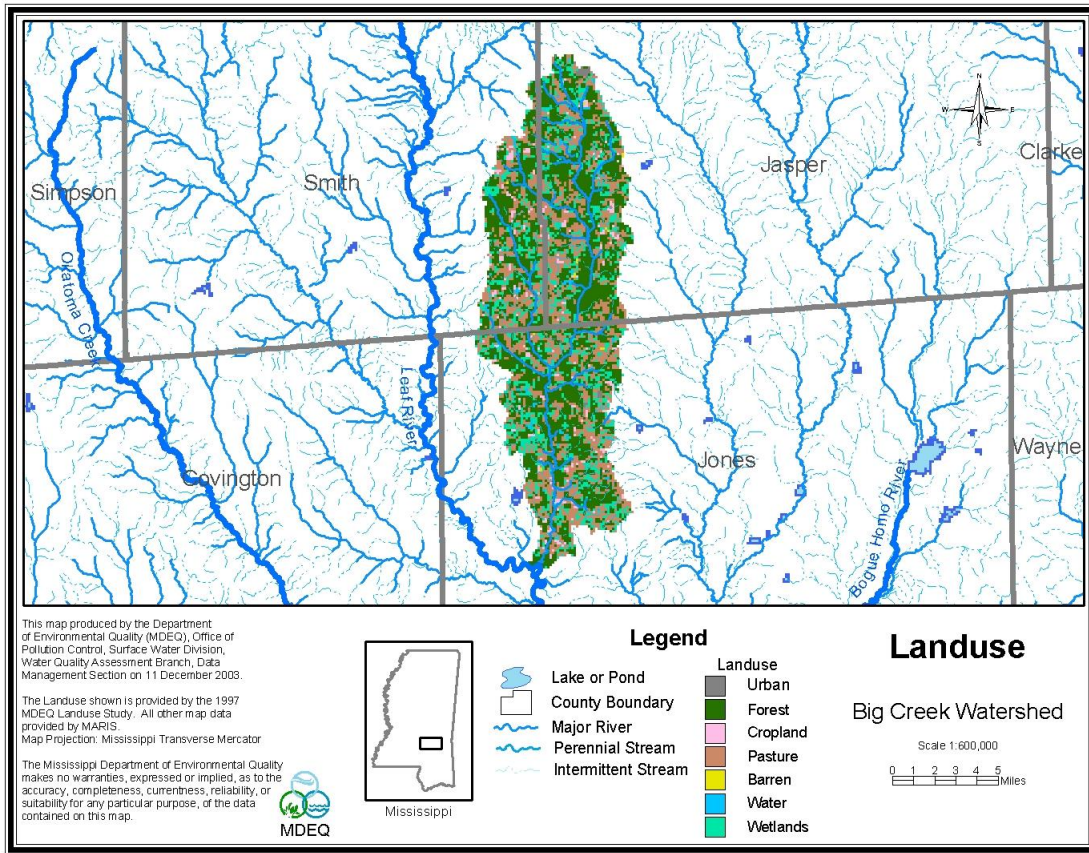 N
W
E
S
Simpson
Smith
Jasper
Clarke
Okatoma Creek
Leaf River
Covington
Jones
Wayne
Bogue Homo River
This map produced by the Department
of Environmental Quality (MDEQ), Office of
Pollution Control, Surface Water Division,
Water Quality Assessment Branch, Data
Management Section on 11 December 2003.
The Landuse shown is provided by the 1997
MDEQ Landuse Study. All other map data
provided by MARIS.
Map Projection: Mississippi Transverse Mercator
The Mississippi Department of Environmental Quality
makes no warranties, expressed or implied, as to the
accuracy, completeness, currentness, reliability, or
suitability for any particular purpose, of the data
contained on this map.
MDEQ
Mississippi
Legend
Lake or Pond
County Boundary
Major River
Perennial Stream
Intermittent Stream
Landuse
Urban
Forest
Cropland
Pasture
Barren
Water
Wetlands
Landuse
Big Creek Watershed
Scale 1:600,000
0 1 2 3 4 5
Miles